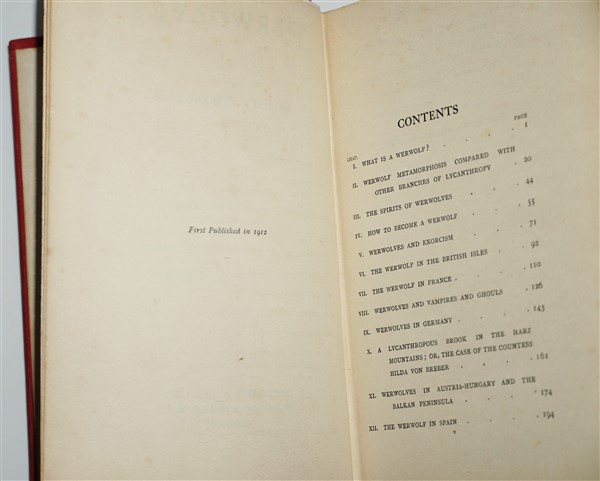 First Published in 1912
CONTENTS
CHAP. PAGE
I. WHAT IS A WERWOLF? . . . . 1
II. WERWOLF METAMORPHOSIS COMPARED WITH
OTHER BRANCHES OF LYCANTHROPY . 20
III. THE SPIRITS OF WERWOLVES . . . 44
IV. HOW TO BECOME A WERWOLF . . . 55
V. WERWOLVES AND EXORCISM . . . 71
VI. THE WERWOLF IN THE BRITISH ISLES . . 92
VII. THE WERWOLF IN FRANCE . . . . 110
VIII. WERWOLVES AND VAMPIRES AND GHOULS . 126
IX. WERWOLVES IN GERMANY . . . . 143
X. A LYCANTHROPOUS BROOK IN THE HARZ
MOUNTAINS; OR, THE CASE OF THE COUNTESS
HILDA VON BREBER . . . . 161
XI. WERWOLVES IN AUSTRIA-HUNGARY AND THE
BALKAN PENINSULA . . . . 174
XII. THE WERWOLF IN SPAIN . . . . 194
v